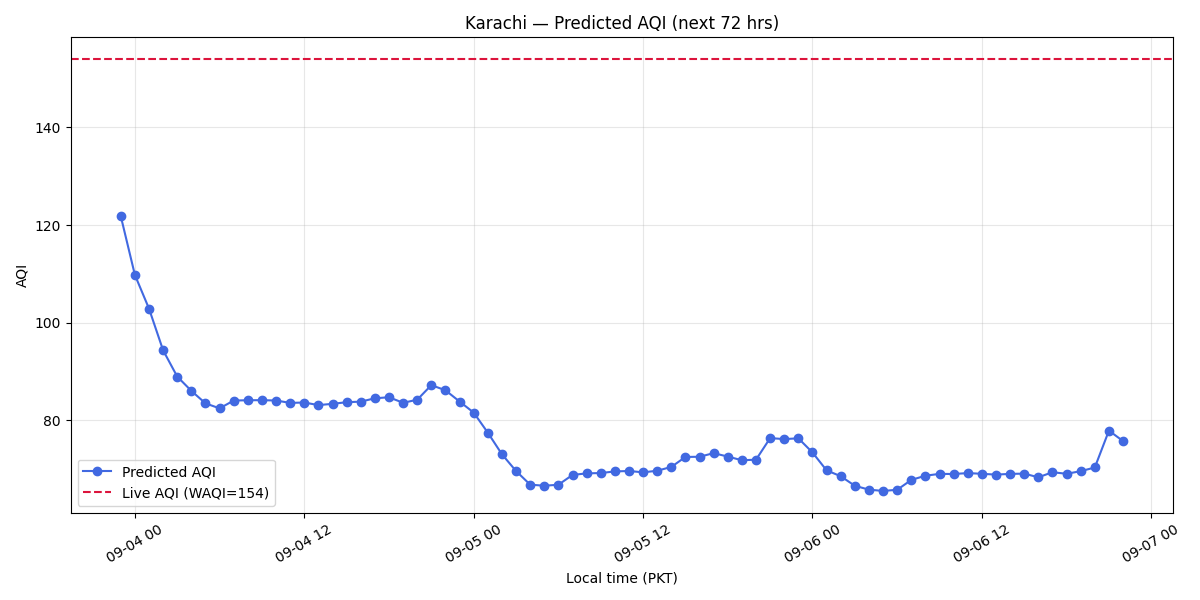 Karachi — Predicted AQI (next 72 hrs)
AQI
140
120
100
80
Predicted AQI
Live AQI (WAQI=154)
09-04 00
09-04 12
09-05 00
09-05 12
09-06 00
09-06 12
09-07 00
Local time (PKT)